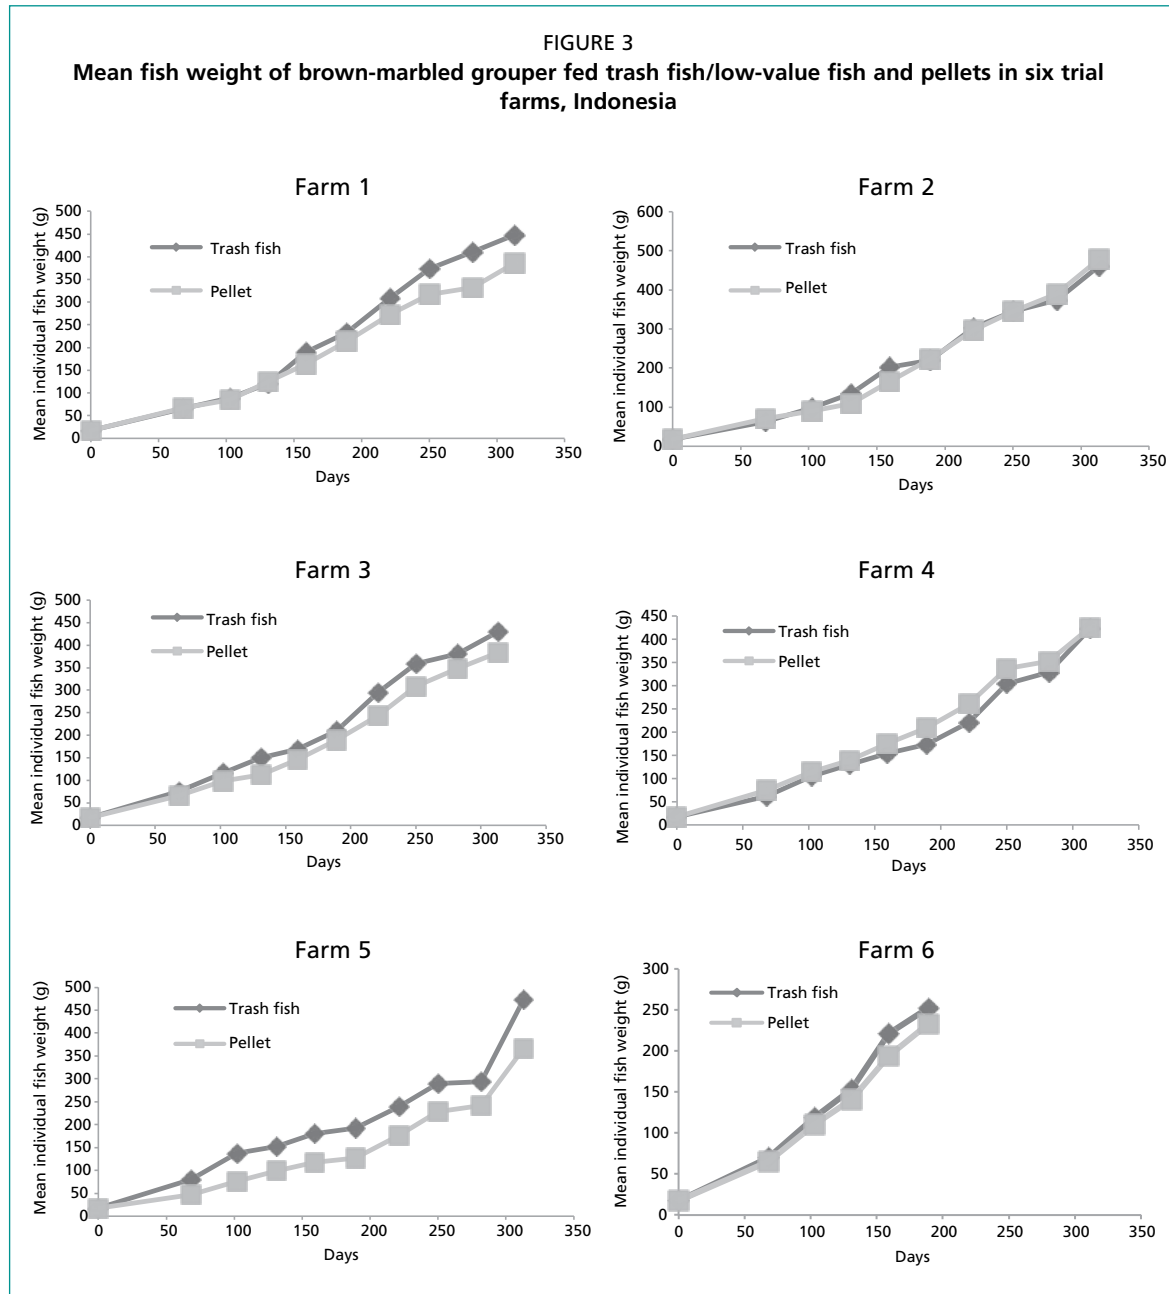 FIGURE 3
Mean fish weight of brown-marbled grouper fed trash fish/low-value fish and pellets in six trial
farms, Indonesia
Farm 1
Mean individual fish weight (g)
500
450
400
350
300
250
200
150
100
50
0
Trash fish
Pellet
0 50 100 150 200 250 300 350
Days
Farm 2
Mean individual fish weight (g)
600
500
400
300
200
100
0
Trash fish
Pellet
0 50 100 150 200 250 300 350
Days
Farm 3
Mean individual fish weight (g)
500
450
400
350
300
250
200
150
100
50
0
Trash fish
Pellet
0 50 100 150 200 250 300 350
Days
Farm 4
Mean individual fish weight (g)
450
400
350
300
250
200
150
100
50
0
Trash fish
Pellet
0 50 100 150 200 250 300 350
Days
Farm 5
Mean individual fish weight (g)
500
450
400
350
300
250
200
150
100
50
0
Trash fish
Pellet
0 50 100 150 200 250 300 350
Days
Farm 6
Mean individual fish weight (g)
300
250
200
150
100
50
0
Trash fish
Pellet
0 50 100 150 200 250 300 350
Days